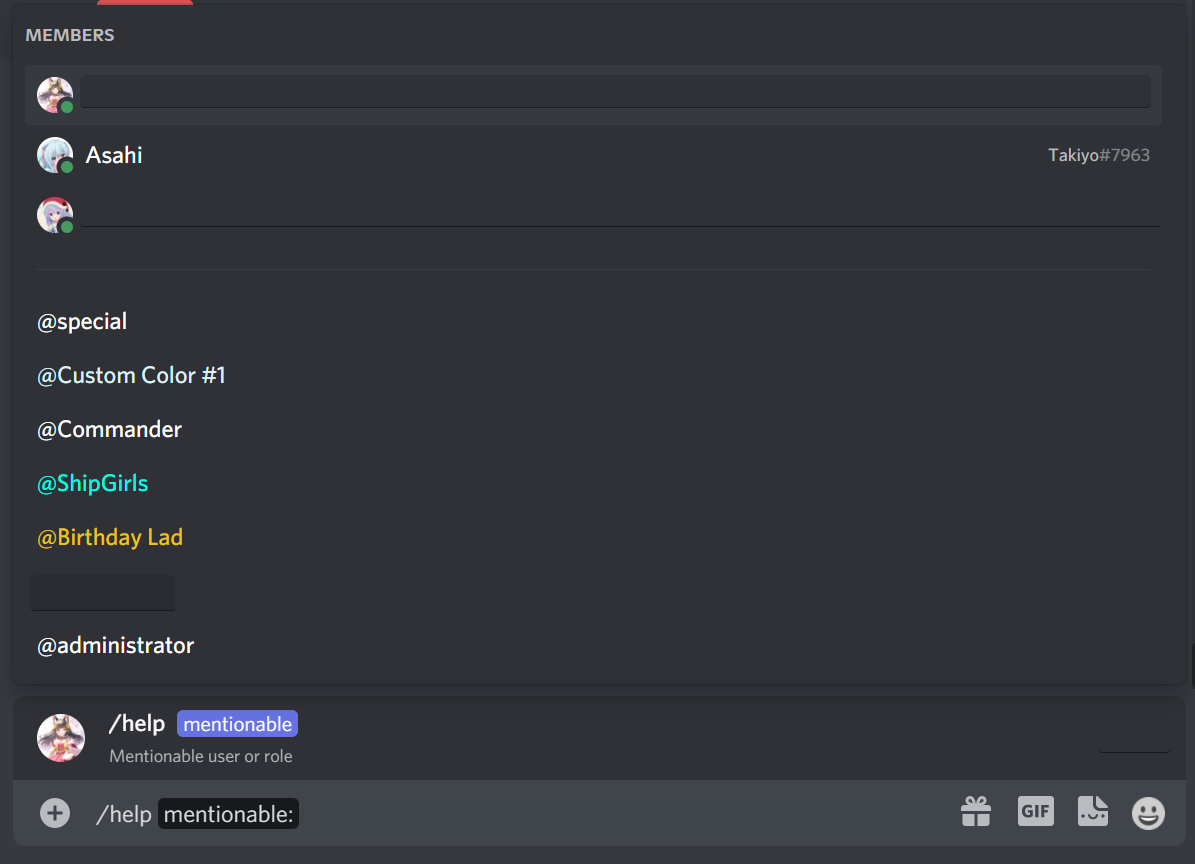 MEMBERS
Asahi Takiyo#7963
@special
@Custom Color #1
@Commander
@ShipGirls
@Birthday Lad
@administrator
/help mentionable
Mentionable user or role
/help mentionable:
GIF